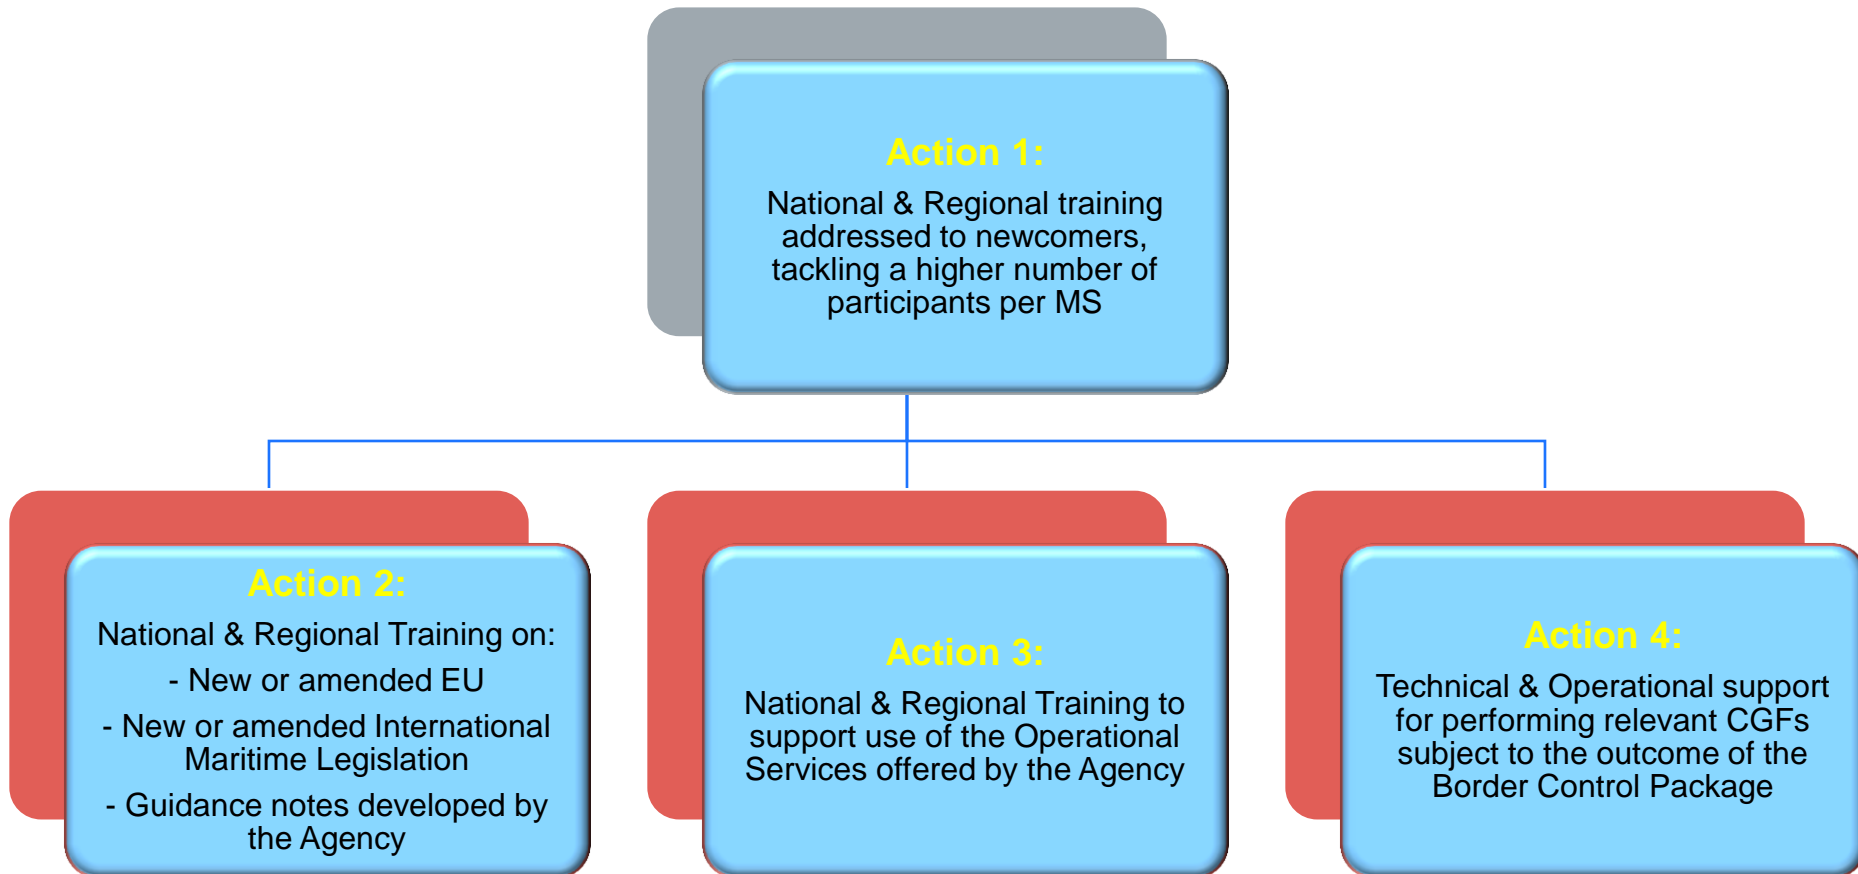 Action 1:
National & Regional training
addressed to newcomers,
tackling a higher number of
participants per MS
Action 2:
National & Regional Training on:
- New or amended EU
- New or amended International
Maritime Legislation
- Guidance notes developed by
the Agency
Action 3:
National & Regional Training to
support use of the Operational
Services offered by the Agency
Action 4:
Technical & Operational support
for performing relevant CGFs
subject to the outcome of the
Border Control Package